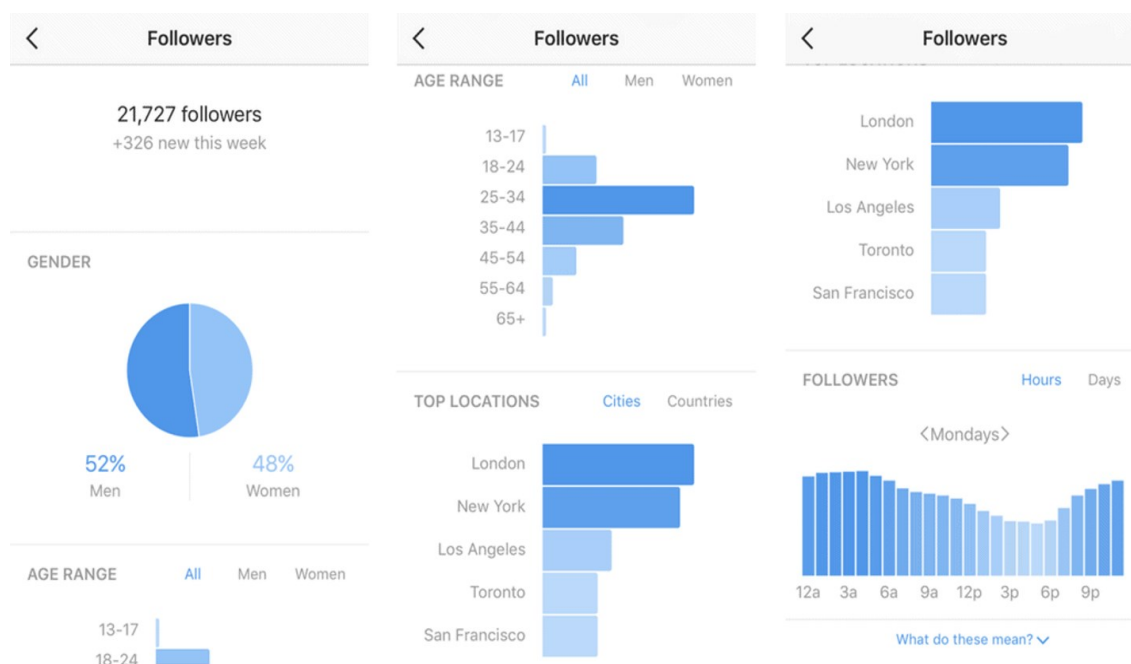 Followers
21,727 followers
+326 new this week
GENDER
52%
Men
48%
Women
AGE RANGE All Men Women
13-17
18-24
Followers
AGE RANGE All Men Women
13-17
18-24
25-34
35-44
45-54
55-64
65+
TOP LOCATIONS Cities Countries
London
New York
Los Angeles
Toronto
San Francisco
Followers
London
New York
Los Angeles
Toronto
San Francisco
FOLLOWERS Hours Days
<Mondays>
12a 3a 6a 9a 12p 3p 6p 9p
What do these mean?